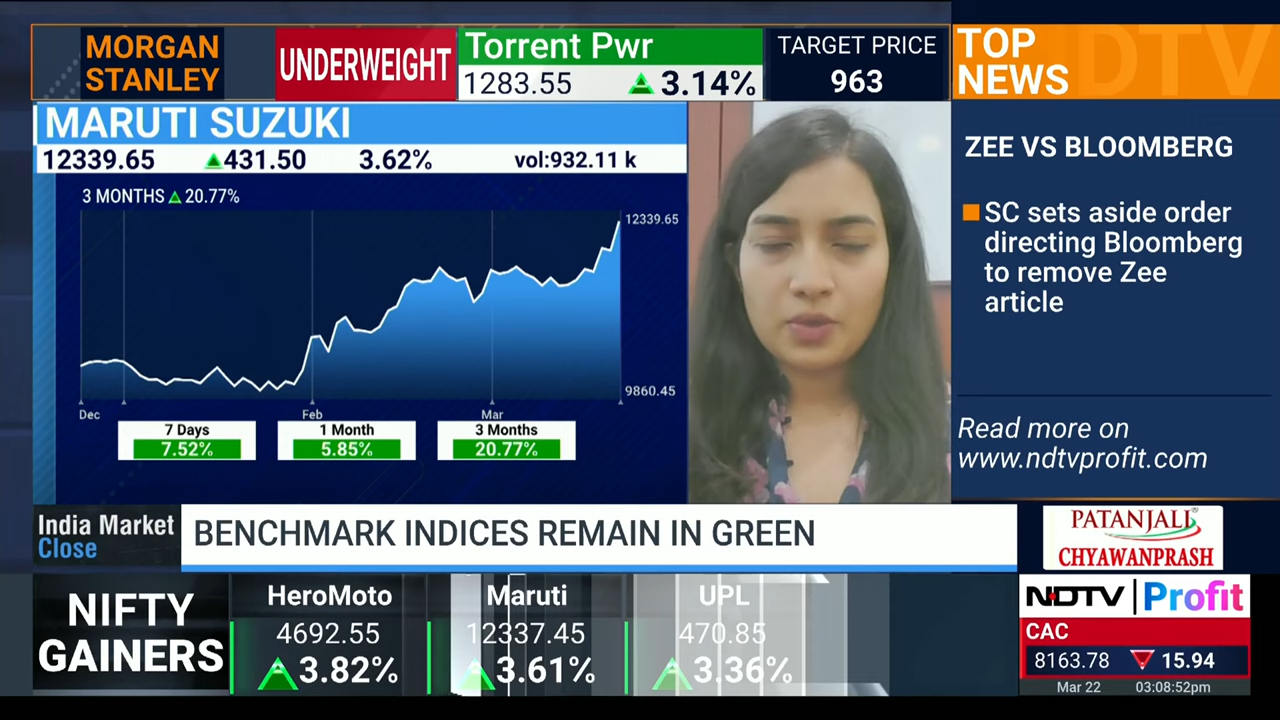 MORGAN
STANLEY
UNDERWEIGHT
Torrent Pwr
1283.55 3.14%
TARGET PRICE
963
TOP
NEWS
DTV
MARUTI SUZUKI
12339.65 431.50 3.62% vol:932.11 k
3 MONTHS 20.77%
12339.65
9860.45
Dec Feb Mar
7 Days
7.52%
1 Month
5.85%
3 Months
20.77%
ZEE VS BLOOMBERG
SC sets aside order
directing Bloomberg
to remove Zee
article
Read more on
www.ndtvprofit.com
India Market
Close
BENCHMARK INDICES REMAIN IN GREEN
PATANJALI®
CHYAWANPRASH
NIFTY
GAINERS
HeroMoto
4692.55
3.82%
Maruti
12337.45
3.61%
UPL
470.85
3.36%
NDTV Profit
CAC
8163.78 15.94
Mar 22 03:08:52pm